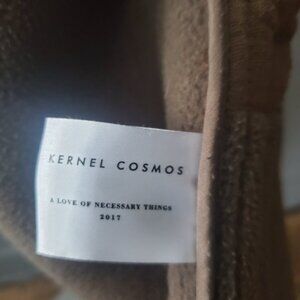 KERNEL COSMOS
A LOVE OF NECESSARY THINGS
2017